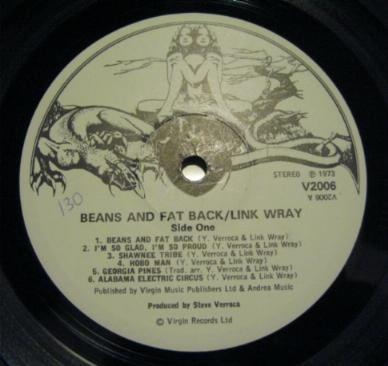 STEREO ℗ 1973
V2006
V2006 A
130
BEANS AND FAT BACK/LINK WRAY
Side One
1. BEANS AND FAT BACK (Y. Verroca & Link Wray)
2. I'M SO GLAD, I'M SO PROUD (Y. Verroca & Link Wray)
3. SHAWNEE TRIBE (Y. Verroca & Link Wray)
4. HOBO MAN (Y. Verroca & Link Wray)
5. GEORGIA PINES (Trad. arr. Y. Verroca & Link Wray)
6. ALABAMA ELECTRIC CIRCUS (Y. Verroca & Link Wray)
Published by Virgin Music Publishers Ltd & Andrea Music
Produced by Steve Verroca
© Virgin Records Ltd